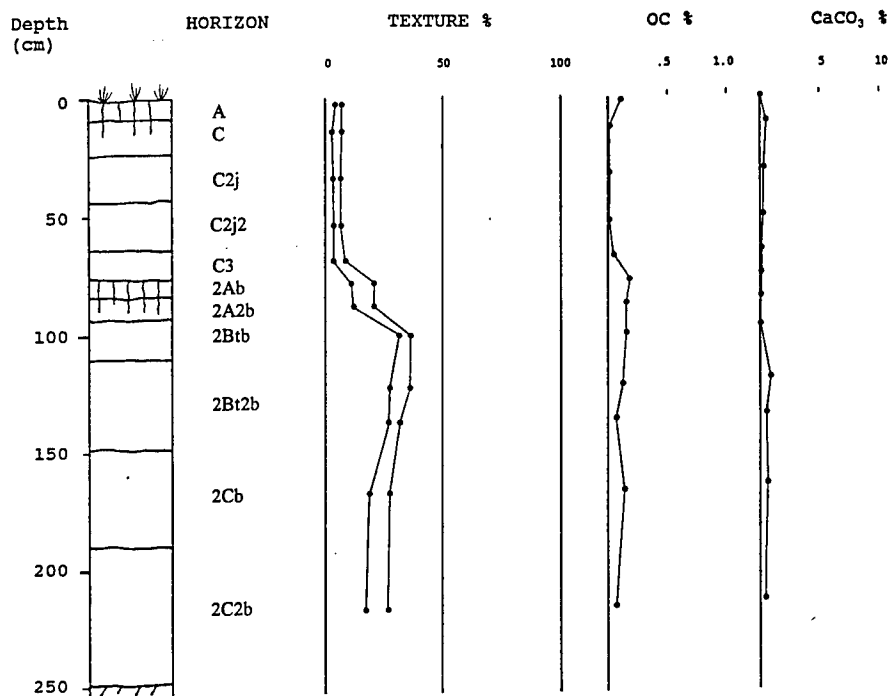 Depth HORIZON TEXTURE % OC % CaCO₃ %
(cm)
0 50 100 .5 1.0 5 10
0
A
C
C2j
50
C2j2
C3
2Ab
2A2b
100
2Btb
2Bt2b
150
2Cb
200
2C2b
250